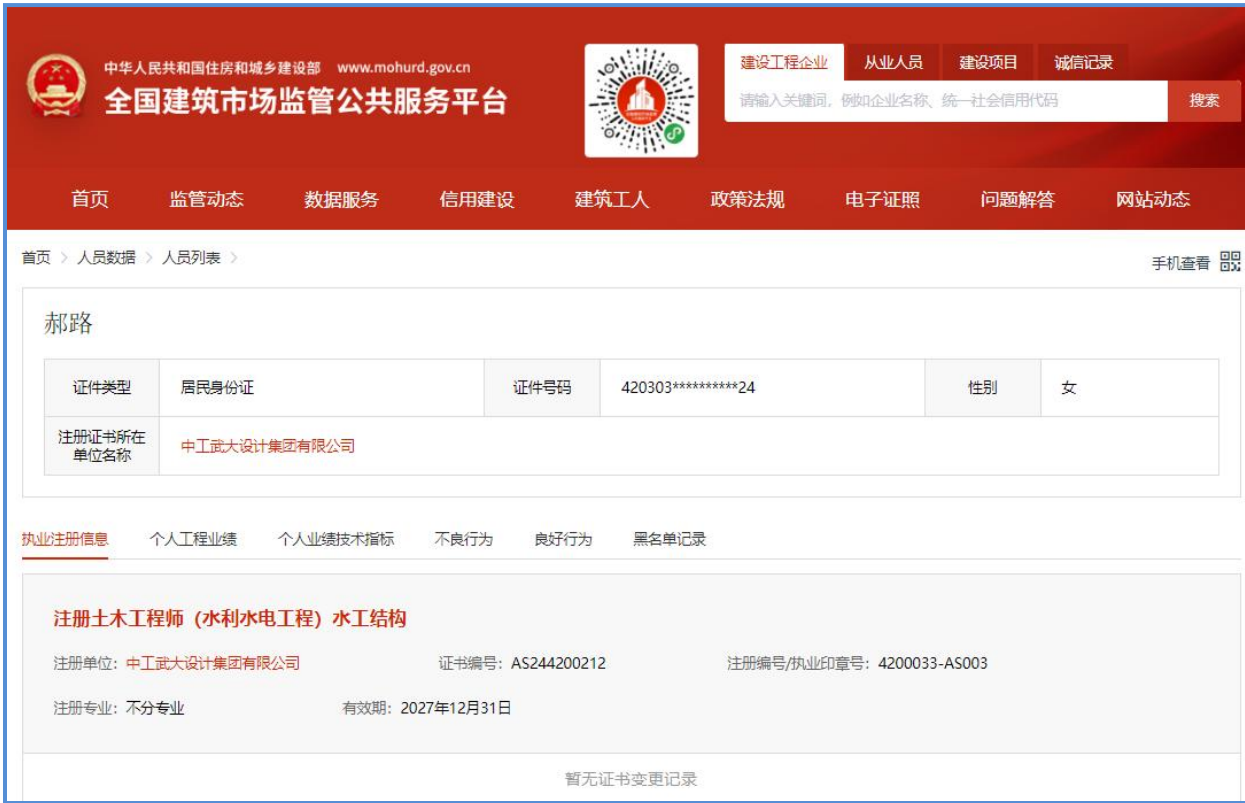 中华人民共和国住房和城乡建设部 www.mohurd.gov.cn
全国建筑市场监管公共服务平台
建设工程企业 从业人员 建设项目 诚信记录
请输入关键词，例如企业名称、统一社会信用代码 搜索
首页 监管动态 数据服务 信用建设 建筑工人 政策法规 电子证照 问题解答 网站动态
首页 > 人员数据 > 人员列表 >
手机查看
郝路
证件类型 居民身份证 证件号码 420303**********24 性别 女
注册证书所在
单位名称
中工武大设计集团有限公司
执业注册信息 个人工程业绩 个人业绩技术指标 不良行为 良好行为 黑名单记录
注册土木工程师（水利水电工程）水工结构
注册单位：中工武大设计集团有限公司 证书编号：AS244200212 注册编号/执业印章号：4200033-AS003
注册专业：不分专业 有效期：2027年12月31日
暂无证书变更记录